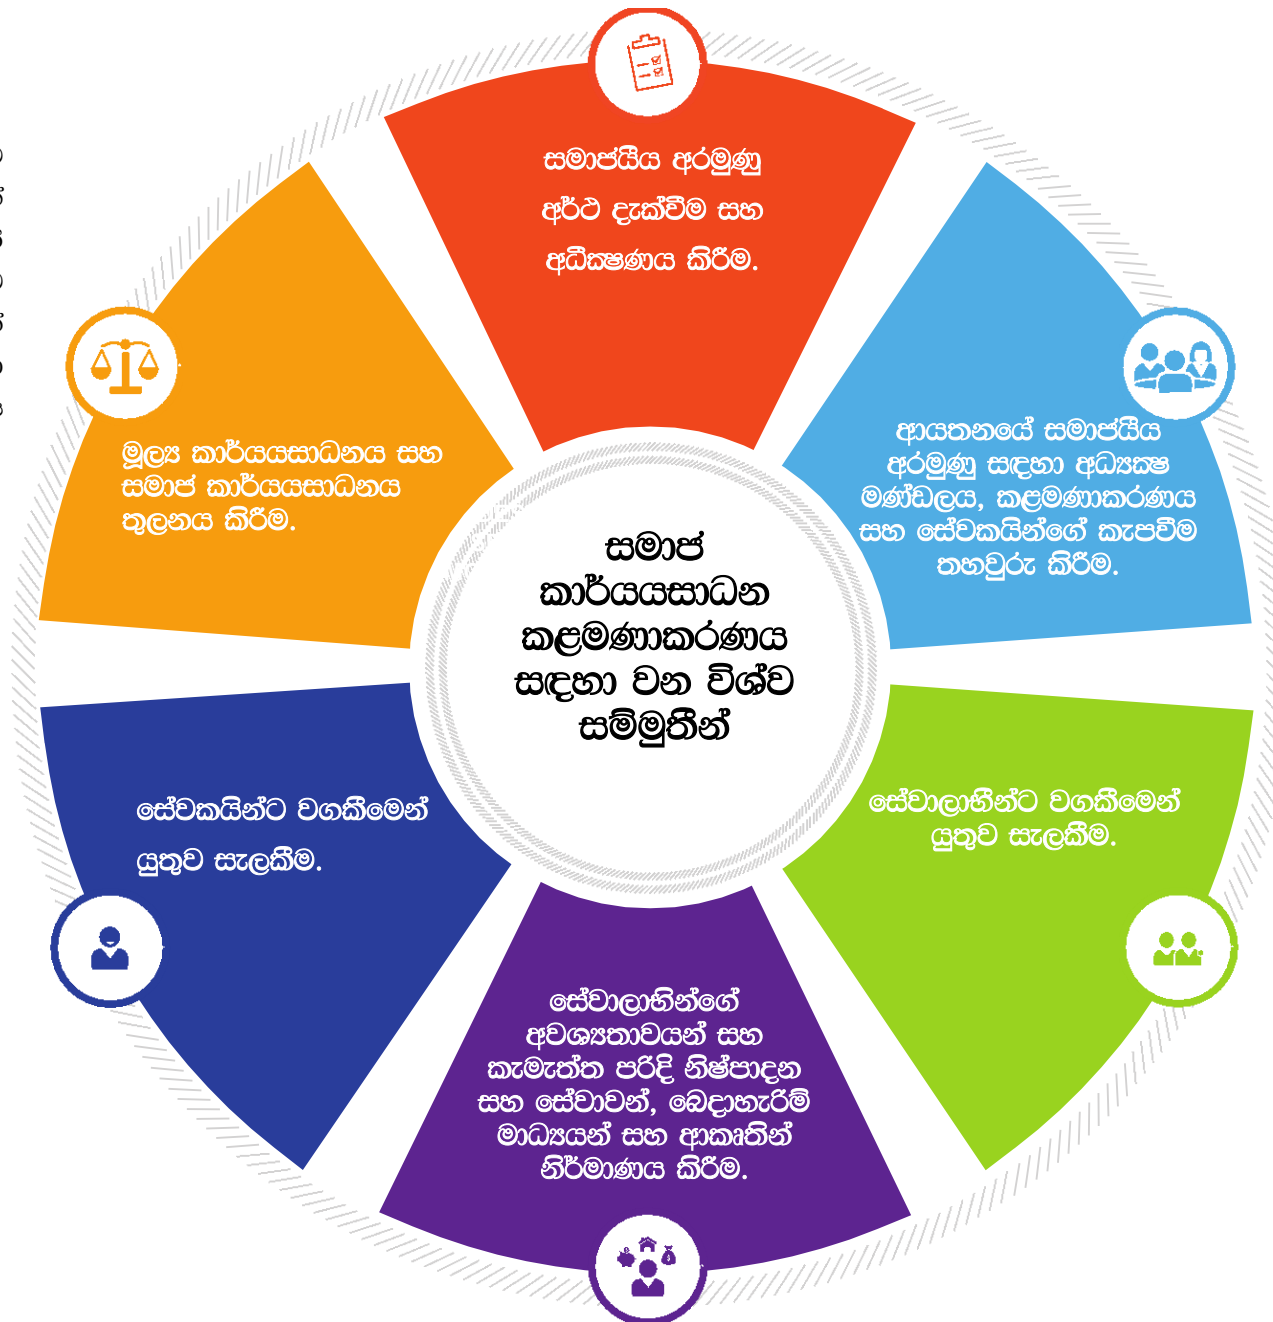 සමාජයීය අරමුණු
අර්ථ දැක්වීම සහ
අධීක්ෂණය කිරීම.
ආයතනයේ සමාජයීය
අරමුණු සඳහා අධ්‍යක්ෂ
මණ්ඩලය, කළමණාකරණය
සහ සේවකයින්ගේ කැපවීම
තහවුරු කිරීම.
සේවාලාභීන්ට වගකීමෙන්
යුතුව සැලකීම.
සේවාලාභින්ගේ
අවශ්‍යතාවයන් සහ
කැමැත්ත පරිදි නිෂ්පාදන
සහ සේවාවන්, බෙදාහැරිම්
මාධ්‍යයන් සහ ආකෘතින්
නිර්මාණය කිරීම.
සේවකයින්ට වගකීමෙන්
යුතුව සැලකීම.
මූල්‍ය කාර්යයසාධනය සහ
සමාජ කාර්යයසාධනය
තුලනය කිරීම.
සමාජ
කාර්යයසාධන
කළමණාකරණය
සඳහා වන විශ්ව
සම්මුතීන්